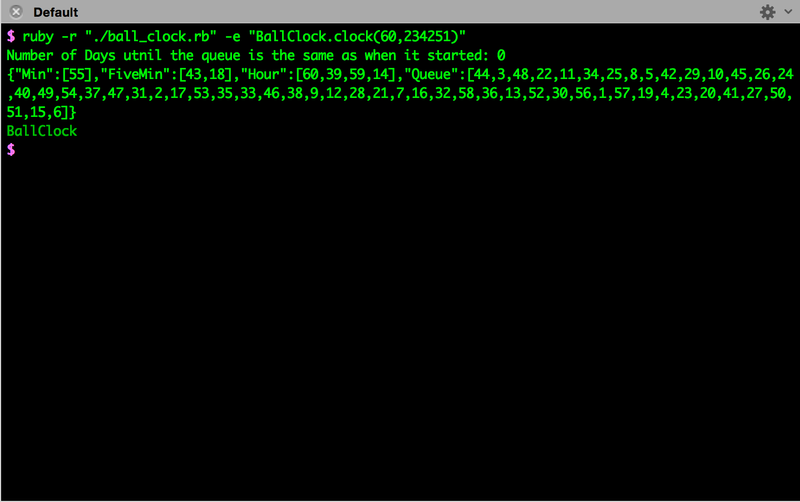 Default
$ ruby -r "./ball_clock.rb" -e "BallClock.clock(60,234251)"
Number of Days utnil the queue is the same as when it started: 0
{"Min":[55],"FiveMin":[43,18],"Hour":[60,39,59,14],"Queue":[44,3,48,22,11,34,25,8,5,42,29,10,45,26,24
,40,49,54,37,47,31,2,17,53,35,33,46,38,9,12,28,21,7,16,32,58,36,13,52,30,56,1,57,19,4,23,20,41,27,50,
51,15,6]}
BallClock
$